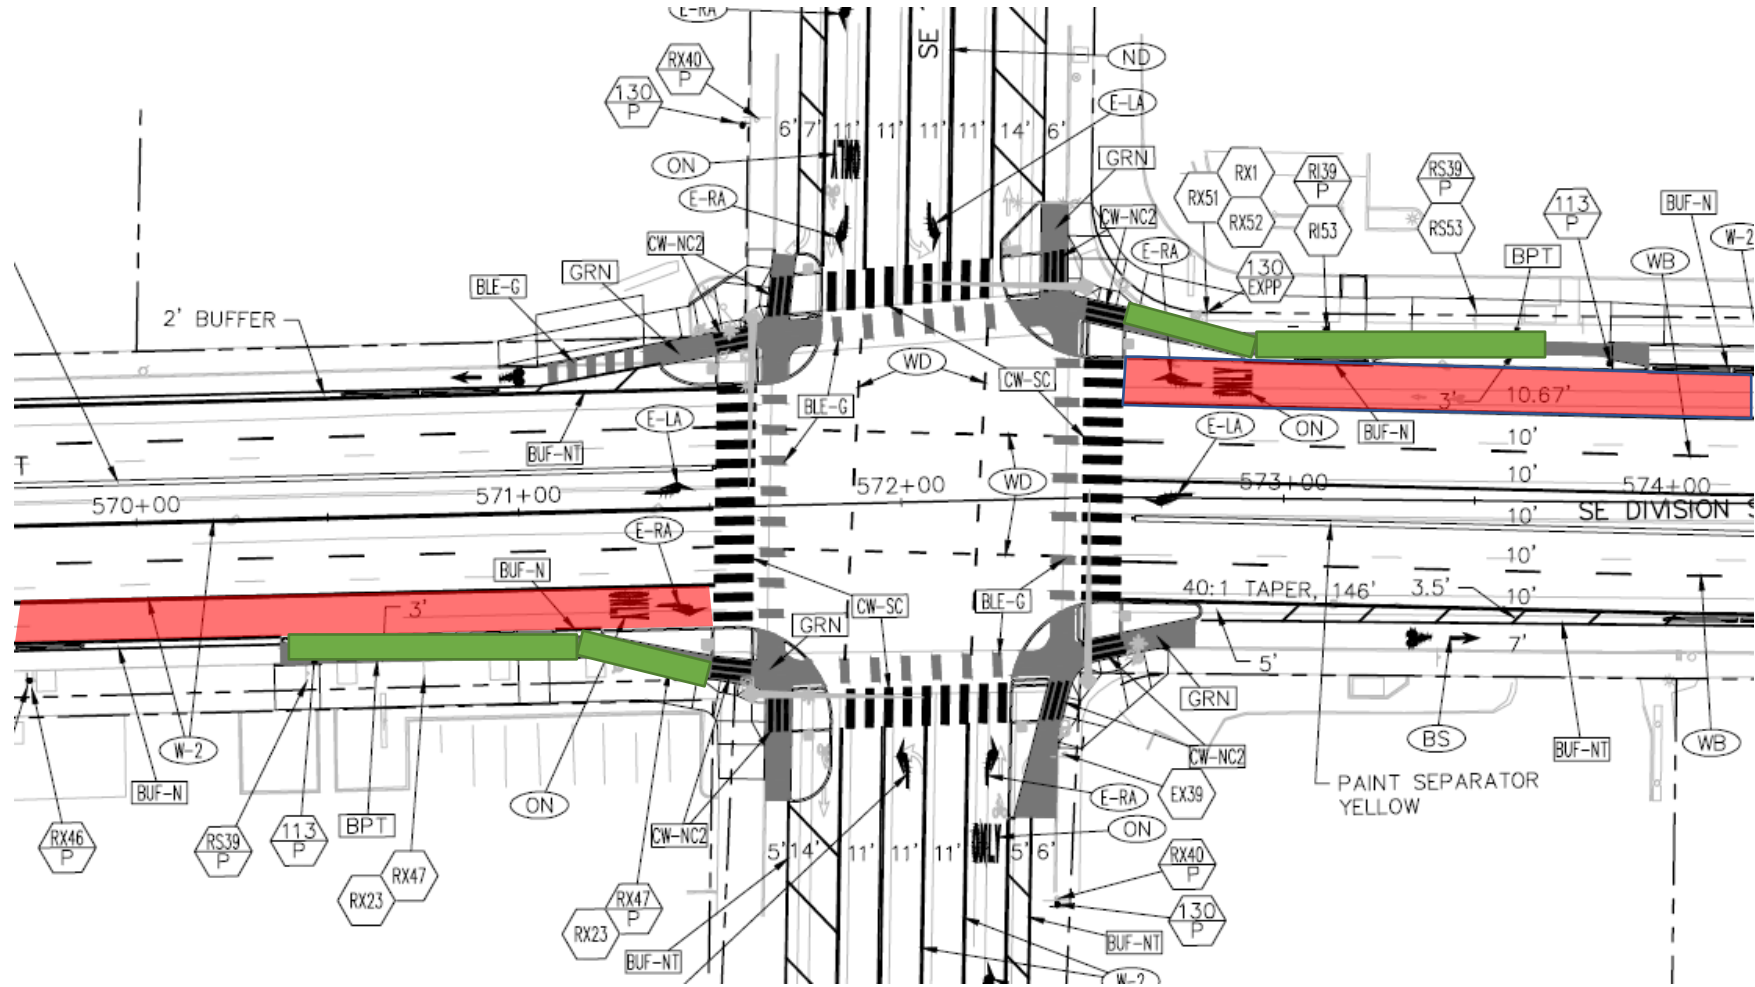 E-RA
SE
ND
RX40
P
130
P
E-LA
6' 7' 11' 11' 11' 11' 14' 6'
ON
GRN
E-RA
CW-NC2
RX51
RX1
RX52
RI39
P
RI53
RS39
P
RS53
113
P
BUF-N
W-2
CW-NC2
E-RA
GRN
BLE-G
130
EXPP
BPT
WB
2' BUFFER
WD
CW-SC
BLE-G
ONLY
3'
10.67'
E-LA
BUF-NT
E-LA
ON
BUF-N
10'
T
WD
10'
570+00
571+00
572+00
573+00
574+00
SE DIVISION S
10'
E-RA
BUF-N
10'
3'
CW-SC
BLE-G
40:1 TAPER, 146'
3.5'
10'
GRN
7'
5'
GRN
W-2
BUF-N
BS
BUF-NT
WB
CW-NC2
PAINT SEPARATOR
YELLOW
ON
E-RA
EX39
RX46
P
RS39
P
113
P
BPT
CW-NC2
ONLY
ON
5' 14' 11' 11' 11' 5' 6'
RX47
RX23
RX40
P
RX47
P
RX23
130
P
BUF-NT
BUF-NT
W-2